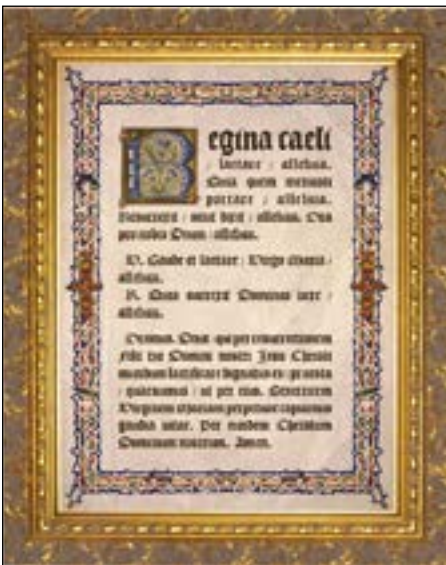 Regina caeli
laetare / alleluia.
Quia quem meruisti
portare / alleluia.
Resurrexit / sicut dixit / alleluia. Ora
pro nobis Deum / alleluia.
V. Gaude et laetare / Virgo Maria /
alleluia.
R. Quia surrexit Dominus vere /
alleluia.
Oremus. Deus qui per resurrectionem
Filii tui Domini nostri Jesu Christi
mundum laetificare dignatus es / praesta
/ quaesumus / ut per eius Genetricem
Virginem Mariam perpetuae capiamus
gaudia vitae. Per eundem Christum
Dominum nostrum. Amen.